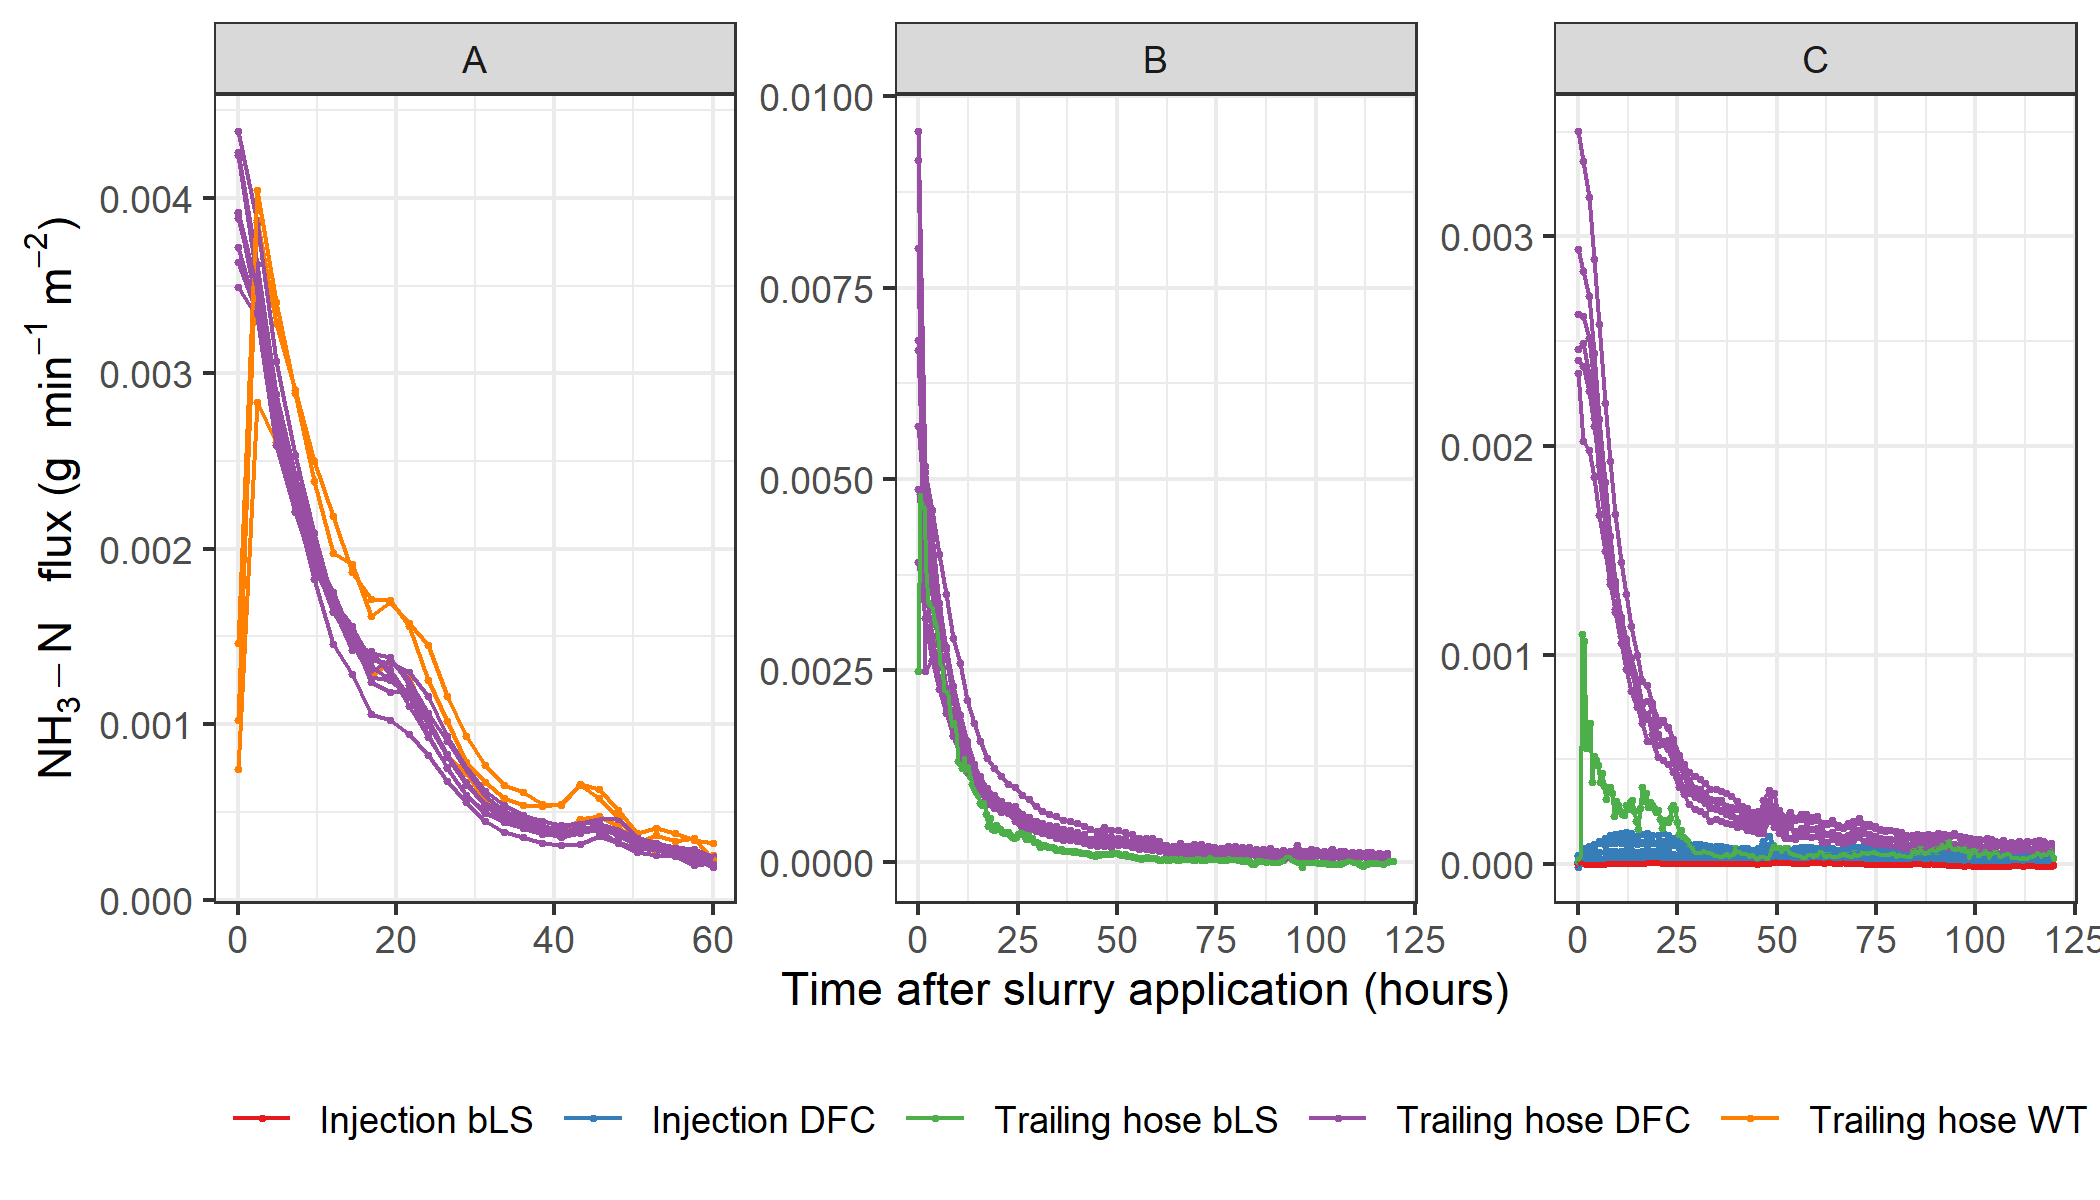 A
B
C
NH3 − N flux (g min−1 m−2)
0.004
0.003
0.002
0.001
0.000
0.0100
0.0075
0.0050
0.0025
0.0000
0.003
0.002
0.001
0.000
0 20 40 60
0 25 50 75 100 125
0 25 50 75 100 125
Time after slurry application (hours)
Injection bLS Injection DFC Trailing hose bLS Trailing hose DFC Trailing hose WT